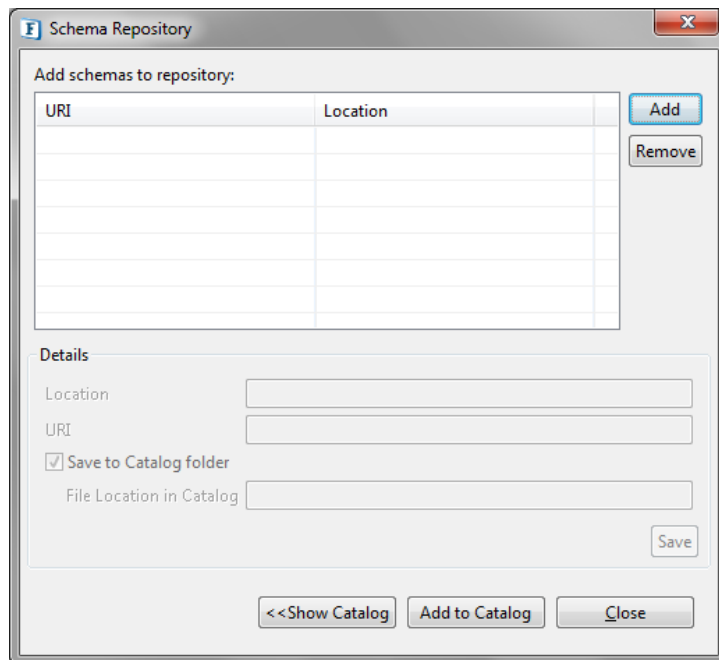 Schema Repository
Add schemas to repository:
URI Location
Add
Remove
Details
Location
URI
Save to Catalog folder
File Location in Catalog
Save
<<Show Catalog Add to Catalog Close